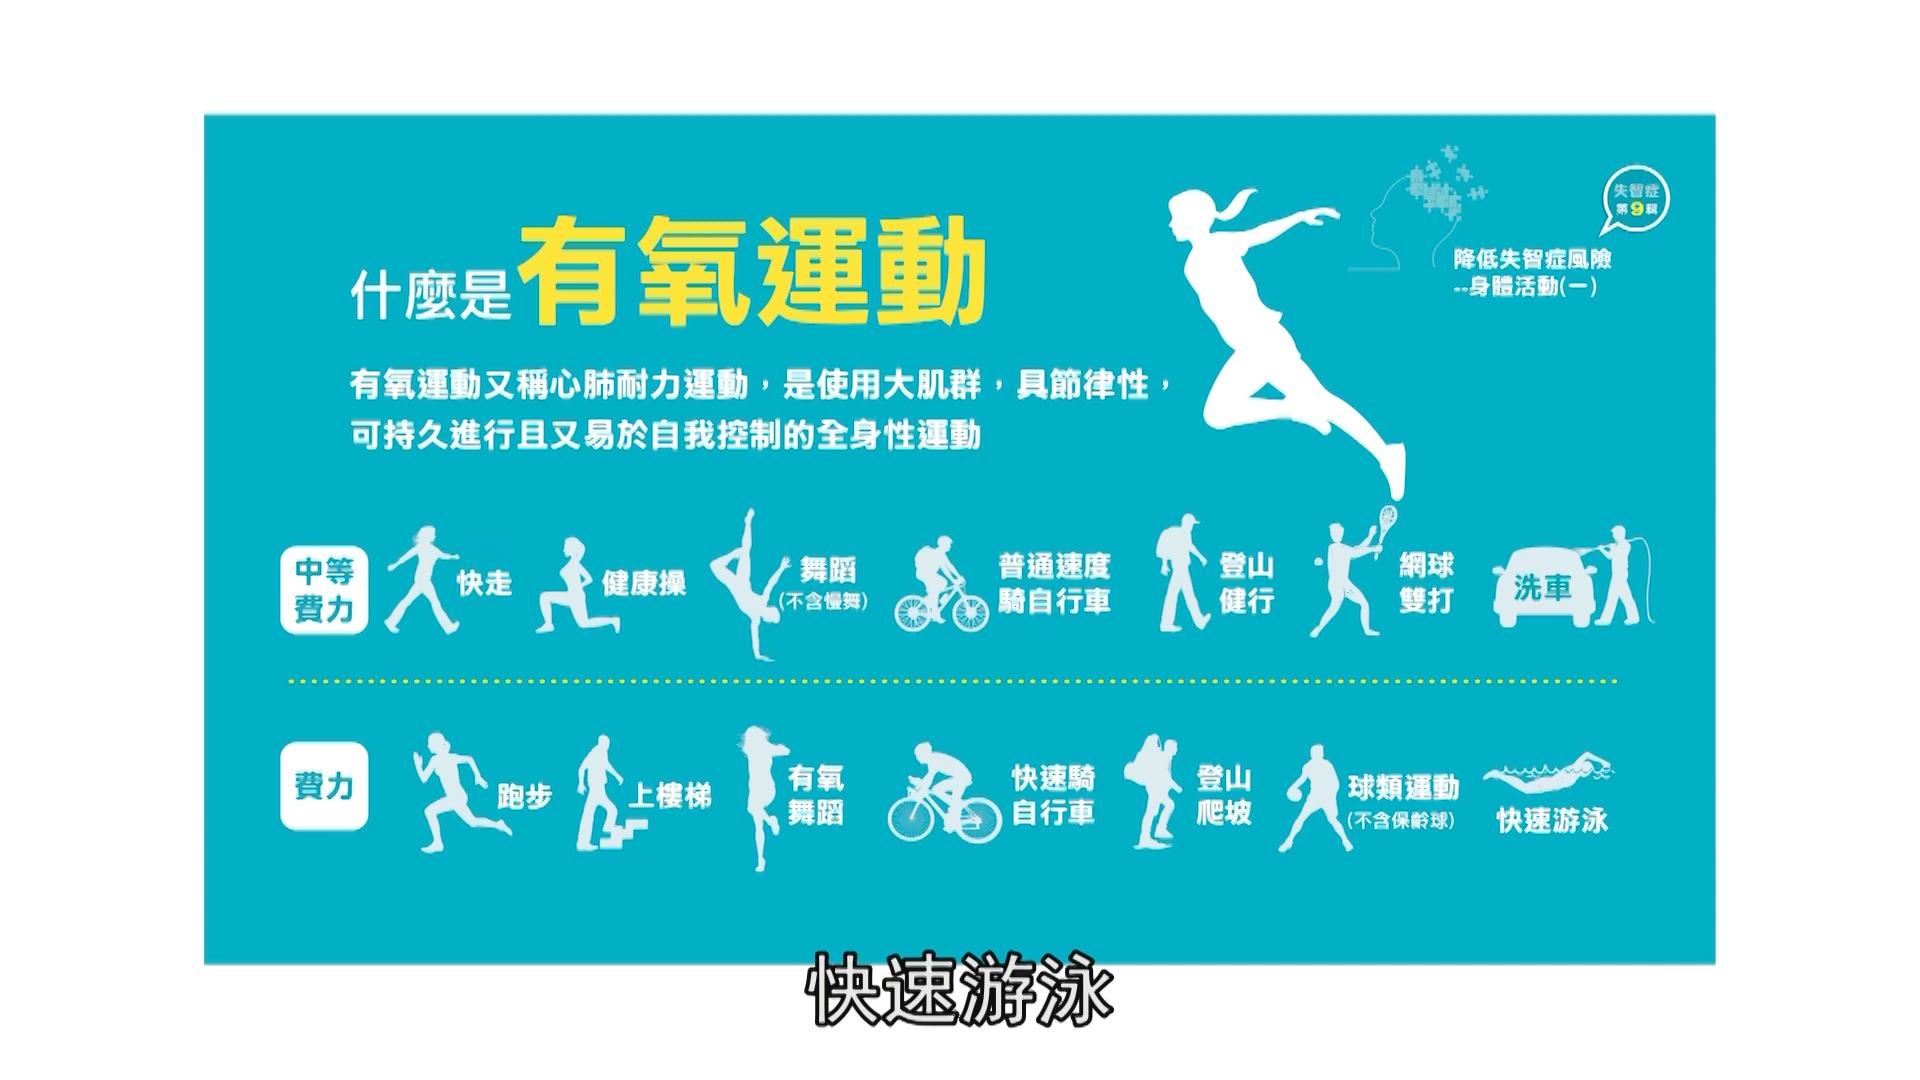 失智症
第9輯
降低失智症風險
--身體活動(一)
什麼是有氧運動
有氧運動又稱心肺耐力運動，是使用大肌群，具節律性，
可持久進行且又易於自我控制的全身性運動
中等
費力
快走
健康操
舞蹈
(不含慢舞)
普通速度
騎自行車
登山
健行
網球
雙打
洗車
費力
跑步
上樓梯
有氧
舞蹈
快速騎
自行車
登山
爬坡
球類運動
(不含保齡球)
快速游泳
快速游泳